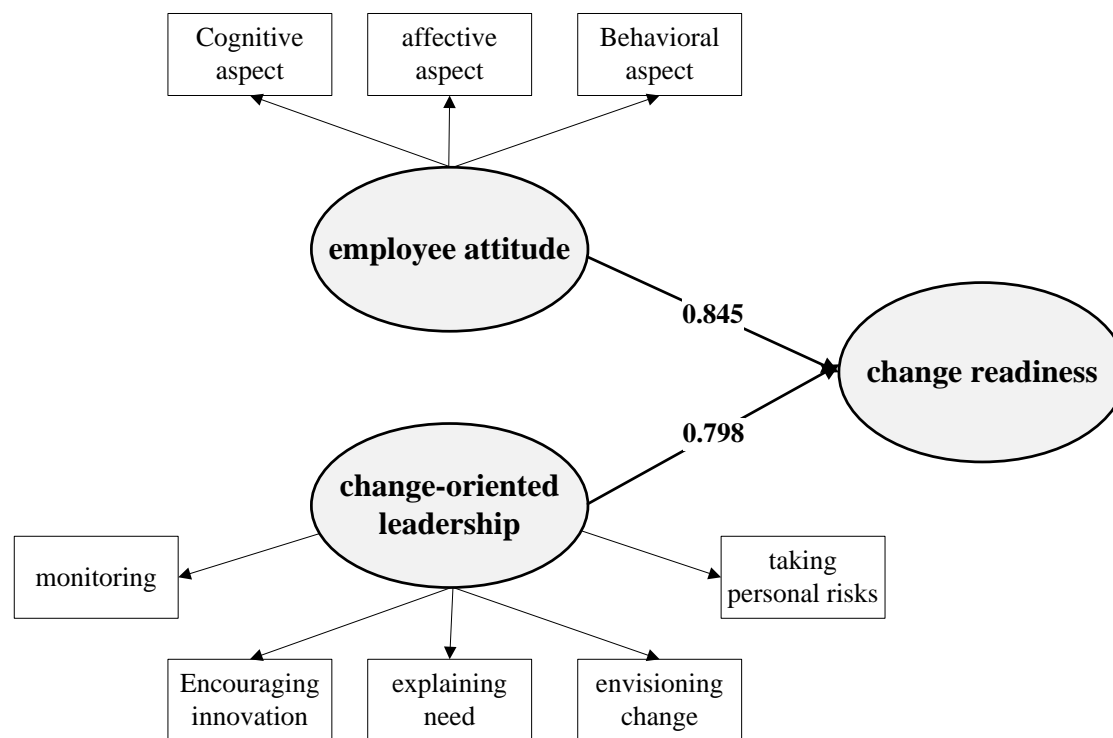 Cognitive
aspect
affective
aspect
Behavioral
aspect
employee attitude
0.845
change readiness
0.798
change-oriented
leadership
monitoring
taking
personal risks
Encouraging
innovation
explaining
need
envisioning
change